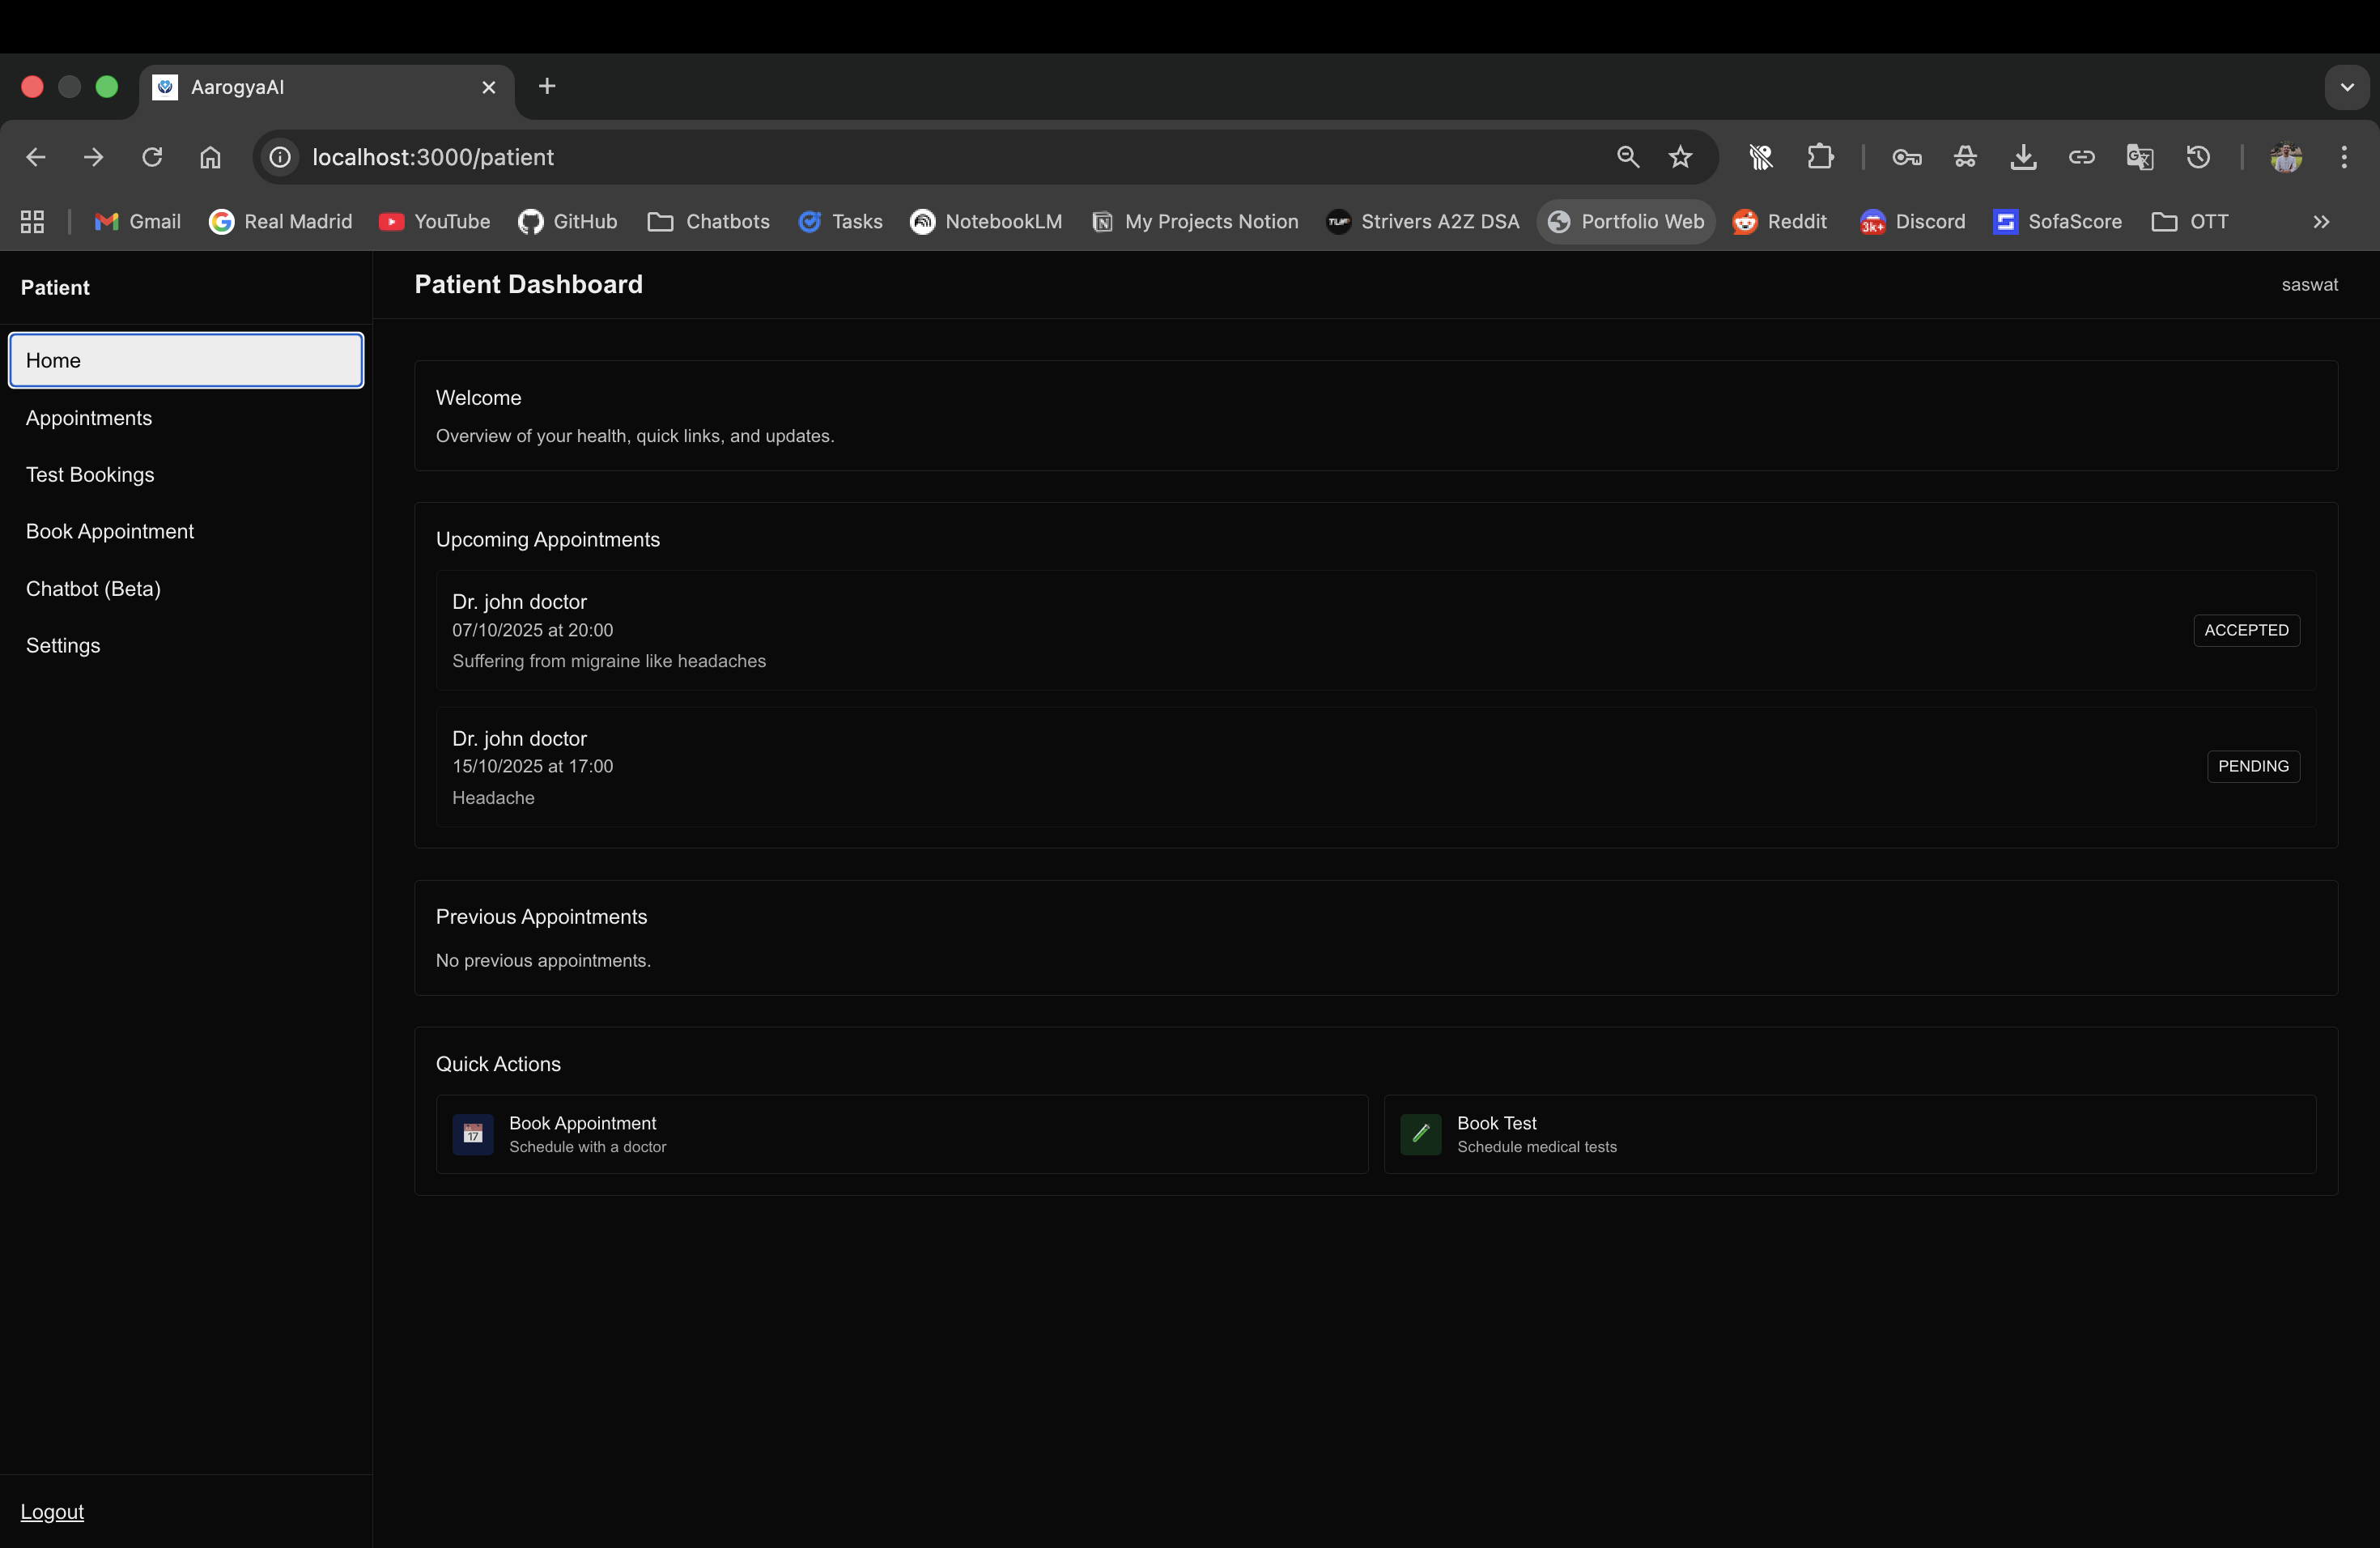 AarogyaAI
localhost:3000/patient
Gmail
Real Madrid
YouTube
GitHub
Chatbots
Tasks
NotebookLM
My Projects Notion
Strivers A2Z DSA
Portfolio Web
Reddit
3k+
Discord
SofaScore
OTT
Patient
Home
Appointments
Test Bookings
Book Appointment
Chatbot (Beta)
Settings
Logout
Patient Dashboard
saswat
Welcome
Overview of your health, quick links, and updates.
Upcoming Appointments
Dr. john doctor
07/10/2025 at 20:00
Suffering from migraine like headaches
ACCEPTED
Dr. john doctor
15/10/2025 at 17:00
Headache
PENDING
Previous Appointments
No previous appointments.
Quick Actions
17
Book Appointment
Schedule with a doctor
Book Test
Schedule medical tests